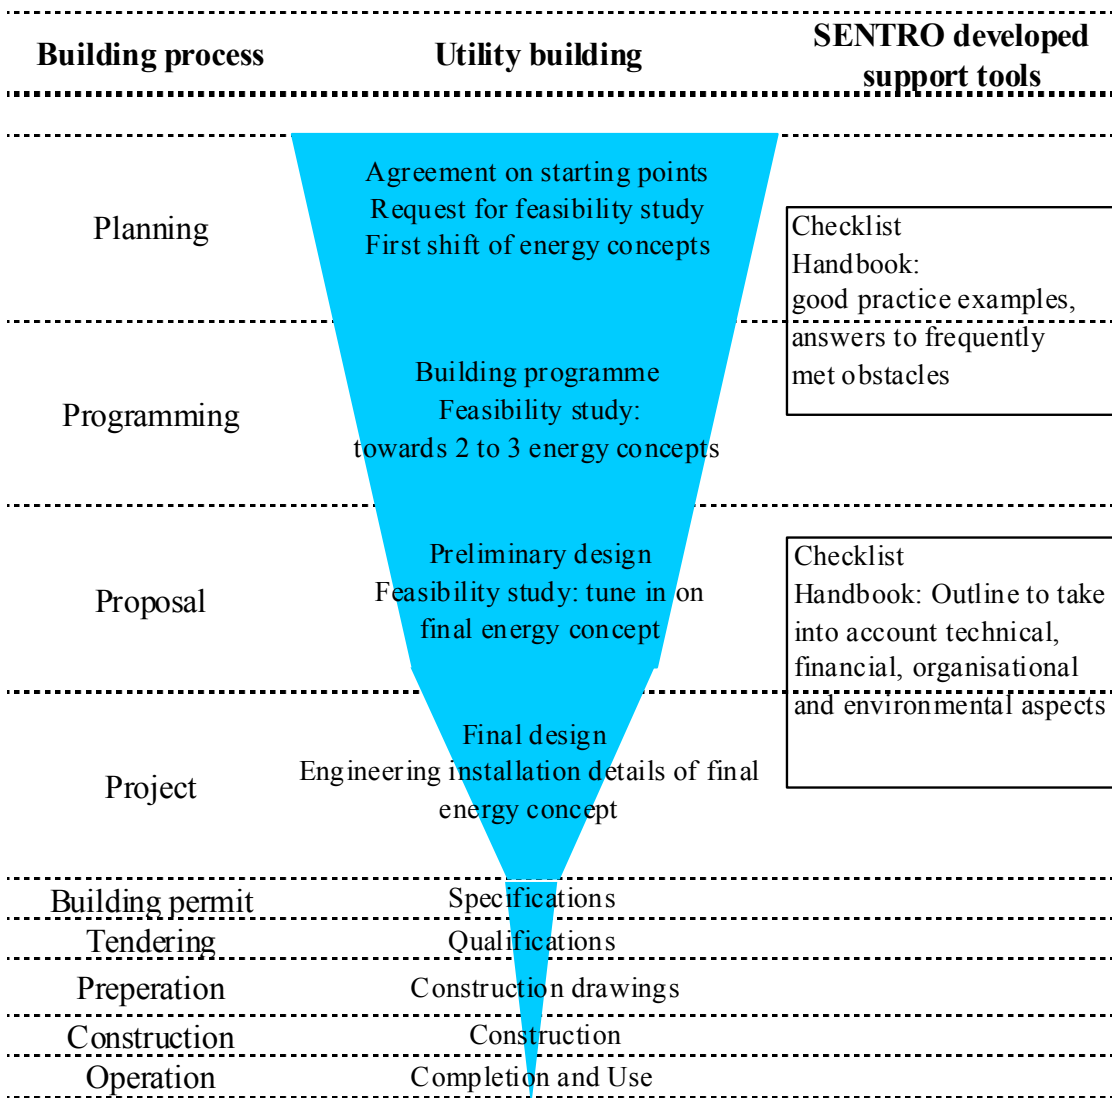 Building process
Utility building
SENTRO developed
support tools
Planning
Agreement on starting points
Request for feasibility study
First shift of energy concepts
Checklist
Handbook:
good practice examples,
answers to frequently
met obstacles
Programming
Building programme
Feasibility study:
towards 2 to 3 energy concepts
Proposal
Preliminary design
Feasibility study: tune in on
final energy concept
Checklist
Handbook: Outline to take
into account technical,
financial, organisational
and environmental aspects
Project
Final design
Engineering installation details of final
energy concept
Building permit
Specifications
Tendering
Qualifications
Preperation
Construction drawings
Construction
Construction
Operation
Completion and Use